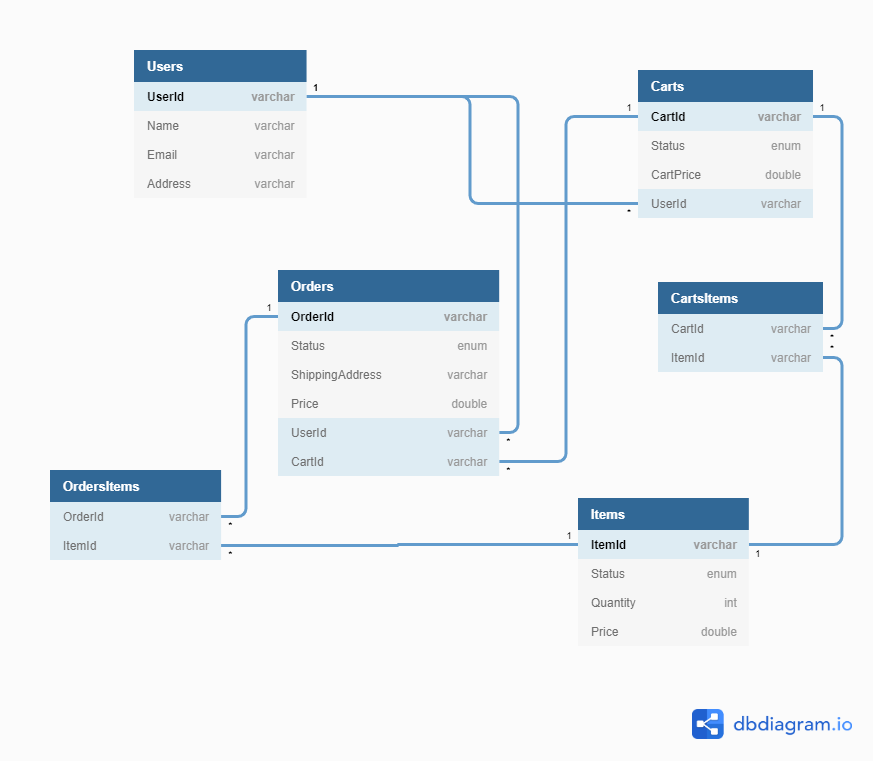 Users
UserId varchar
Name varchar
Email varchar
Address varchar
1
*
Carts
CartId varchar
Status enum
CartPrice double
UserId varchar
1
1
*
Orders
OrderId varchar
Status enum
ShippingAddress varchar
Price double
UserId varchar
CartId varchar
1
*
*
CartsItems
CartId varchar
ItemId varchar
*
OrdersItems
OrderId varchar
ItemId varchar
*
*
Items
ItemId varchar
Status enum
Quantity int
Price double
1
1
dbdiagram.io